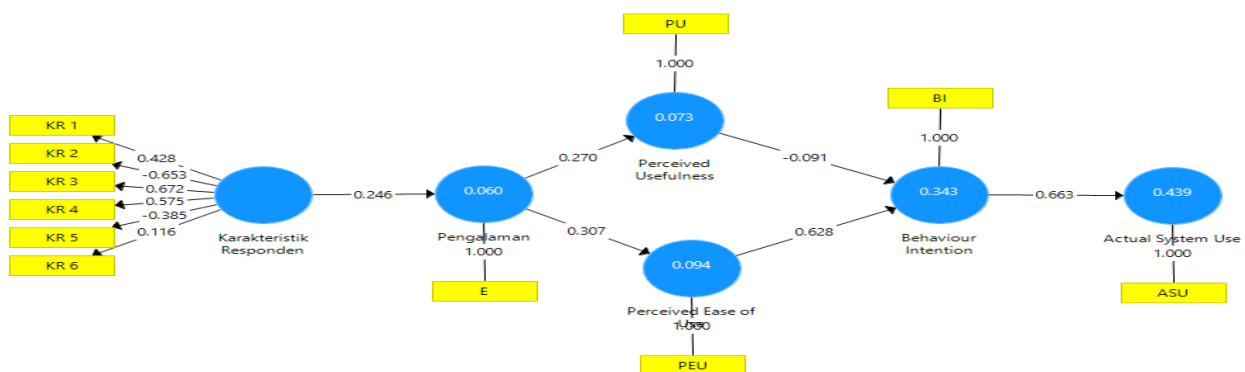 PU
1.000
0.073
Perceived
Usefulness
BI
1.000
KR 1
KR 2
KR 3
KR 4
KR 5
KR 6
0.428
-0.653
0.672
0.575
-0.385
0.116
Karakteristik
Responden
0.246
0.060
Pengalaman
1.000
E
0.270
0.307
0.094
Perceived Ease of
Use
1.000
PEU
-0.091
0.628
0.343
Behaviour
Intention
0.663
0.439
Actual System Use
1.000
ASU